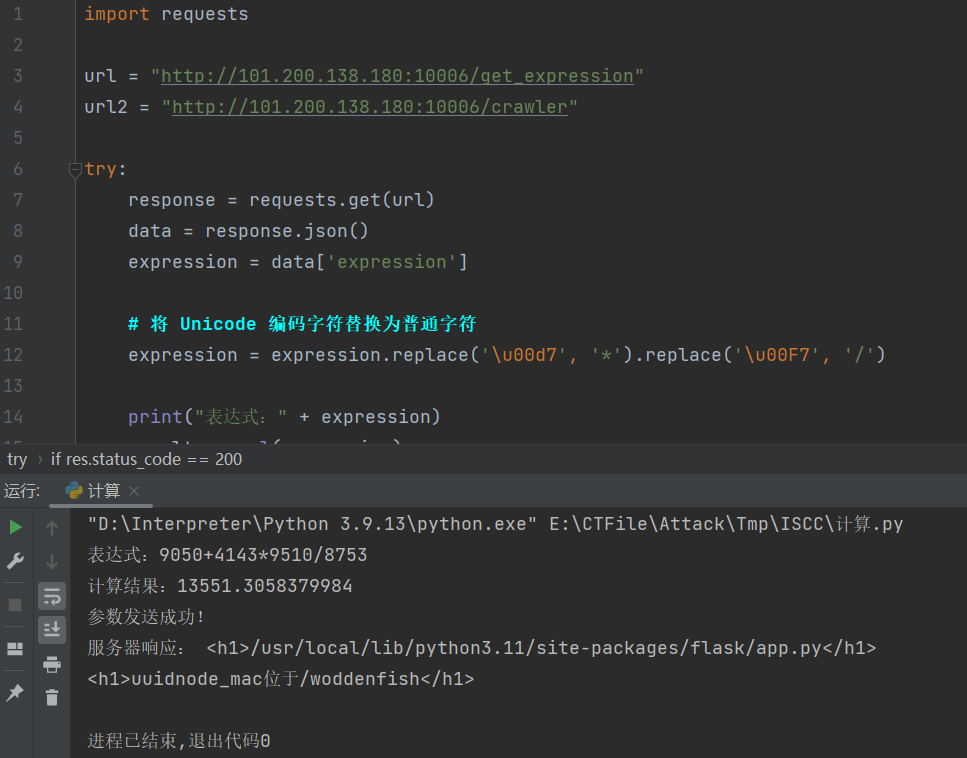 1 import requests
2
3 url = "http://101.200.138.180:10006/get_expression"
4 url2 = "http://101.200.138.180:10006/crawler"
5
6 try:
7 response = requests.get(url)
8 data = response.json()
9 expression = data['expression']
10
11 # 将 Unicode 编码字符替换为普通字符
12 expression = expression.replace('\u00d7', '*').replace('\u00F7', '/')
13
14 print("表达式: " + expression)
try › if res.status_code == 200
运行: 计算 ×
"D:\Interpreter\Python 3.9.13\python.exe" E:\CTFile\Attack\Tmp\ISCC\计算.py
表达式: 9050+4143*9510/8753
计算结果: 13551.3058379984
参数发送成功!
服务器响应: <h1>/usr/local/lib/python3.11/site-packages/flask/app.py</h1>
<h1>uuidnode_mac位于/woddenfish</h1>
进程已结束,退出代码0